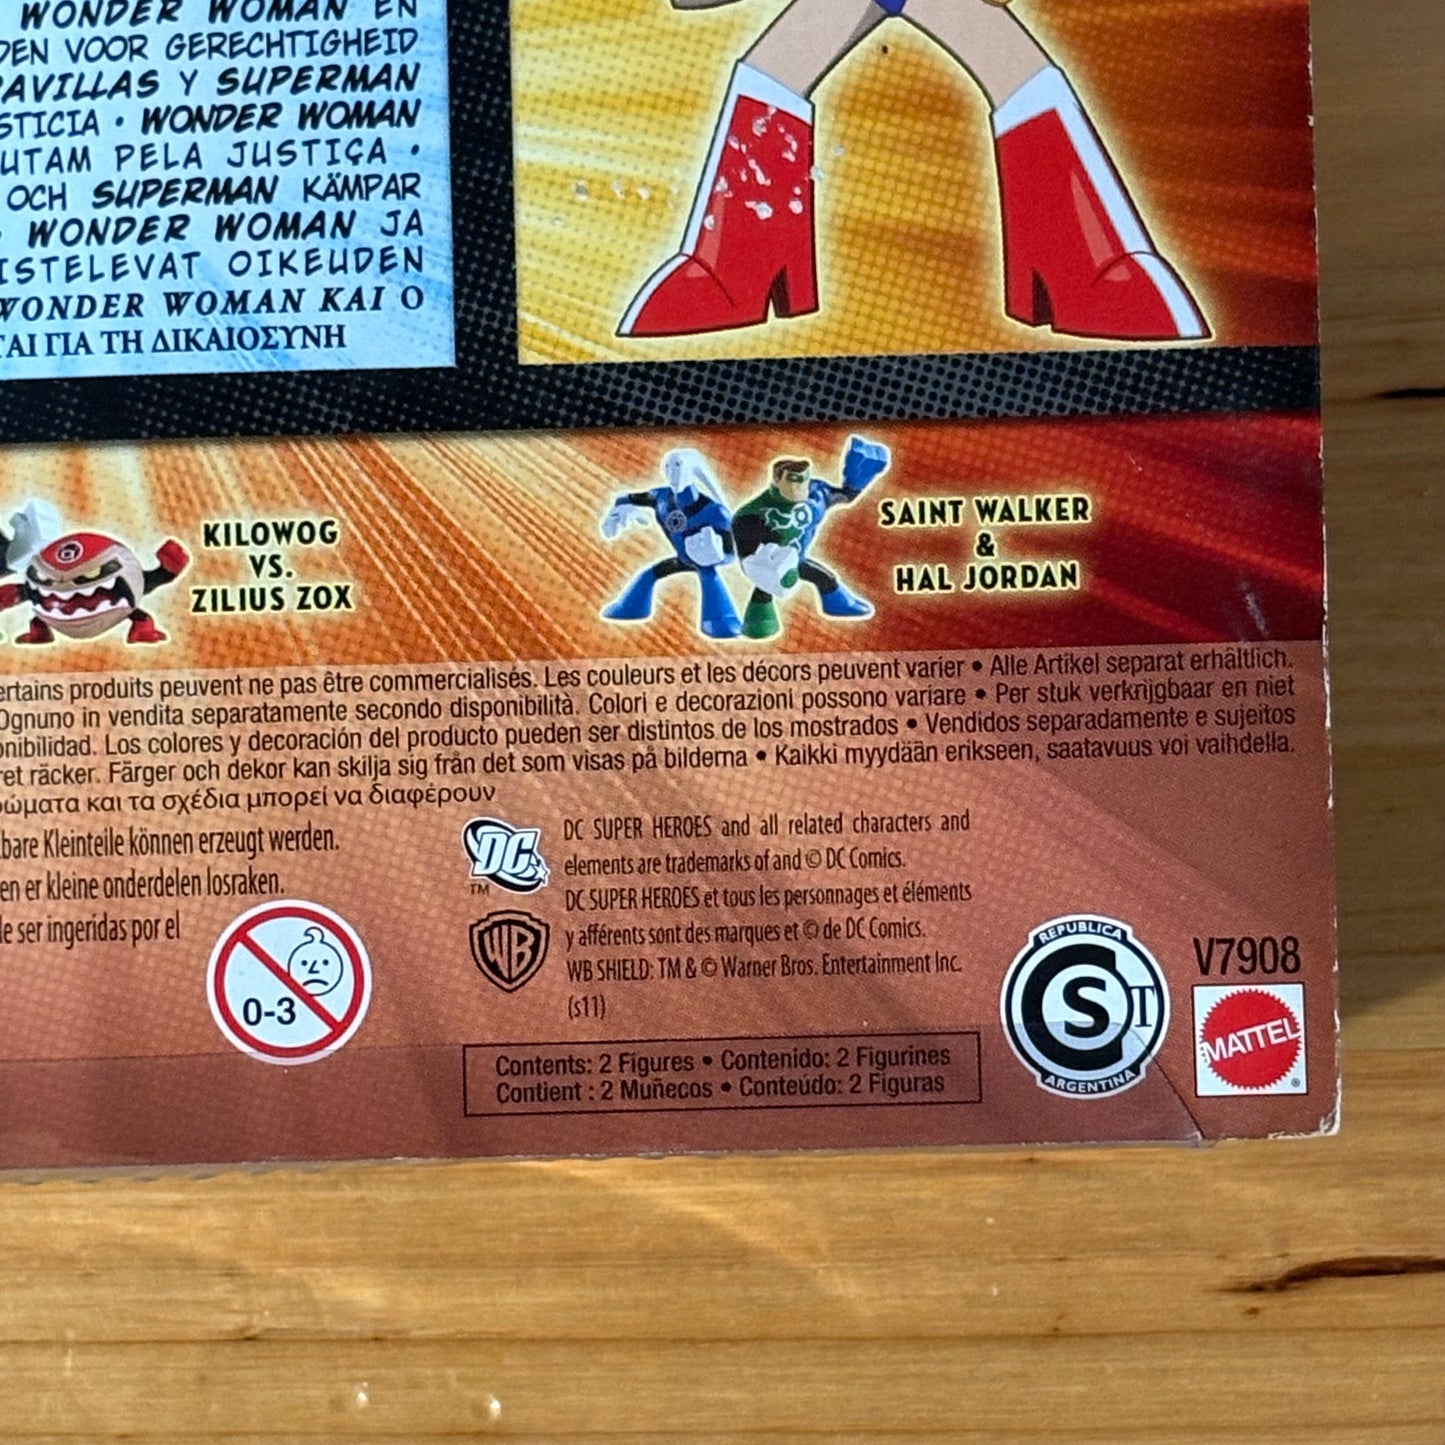 WONDER WOMAN EN
DEN VOOR GERECHTIGHEID
AVILLAS Y SUPERMAN
STICIA • WONDER WOMAN
UTAM PELA JUSTIÇA •
OCH SUPERMAN KÄMPAR
• WONDER WOMAN JA
ISTELEVAT OIKEUDEN
WONDER WOMAN ΚΑΙ Ο
ΤΑΙ ΓΙΑ ΤΗ ΔΙΚΑΙΟΣΥΝΗ
KILOWOG
VS.
ZILIUS ZOX
SAINT WALKER
&
HAL JORDAN
ertains produits peuvent ne pas être commercialisés. Les couleurs et les décors peuvent varier • Alle Artikel separat erhältlich.
Ognuno in vendita separatamente secondo disponibilità. Colori e decorazioni possono variare • Per stuk verkrijgbaar en niet
onibilidad. Los colores y decoración del producto pueden ser distintos de los mostrados • Vendidos separadamente e sujeitos
et räcker. Färger och dekor kan skilja sig från det som visas på bilderna • Kaikki myydään erikseen, saatavuus voi vaihdella.
ρώματα και τα σχέδια μπορεί να διαφέρουν
bare Kleinteile können erzeugt werden.
en er kleine onderdelen losraken.
le ser ingeridas por el
0-3
DC
TM
WB
DC SUPER HEROES and all related characters and
elements are trademarks of and © DC Comics.
DC SUPER HEROES et tous les personnages et éléments
y afférents sont des marques et © de DC Comics.
WB SHIELD: TM & © Warner Bros. Entertainment Inc.
(s11)
Contents: 2 Figures • Contenido: 2 Figurines
Contient : 2 Muñecos • Conteúdo: 2 Figuras
REPUBLICA
CST
ARGENTINA
V7908
MATTEL
®